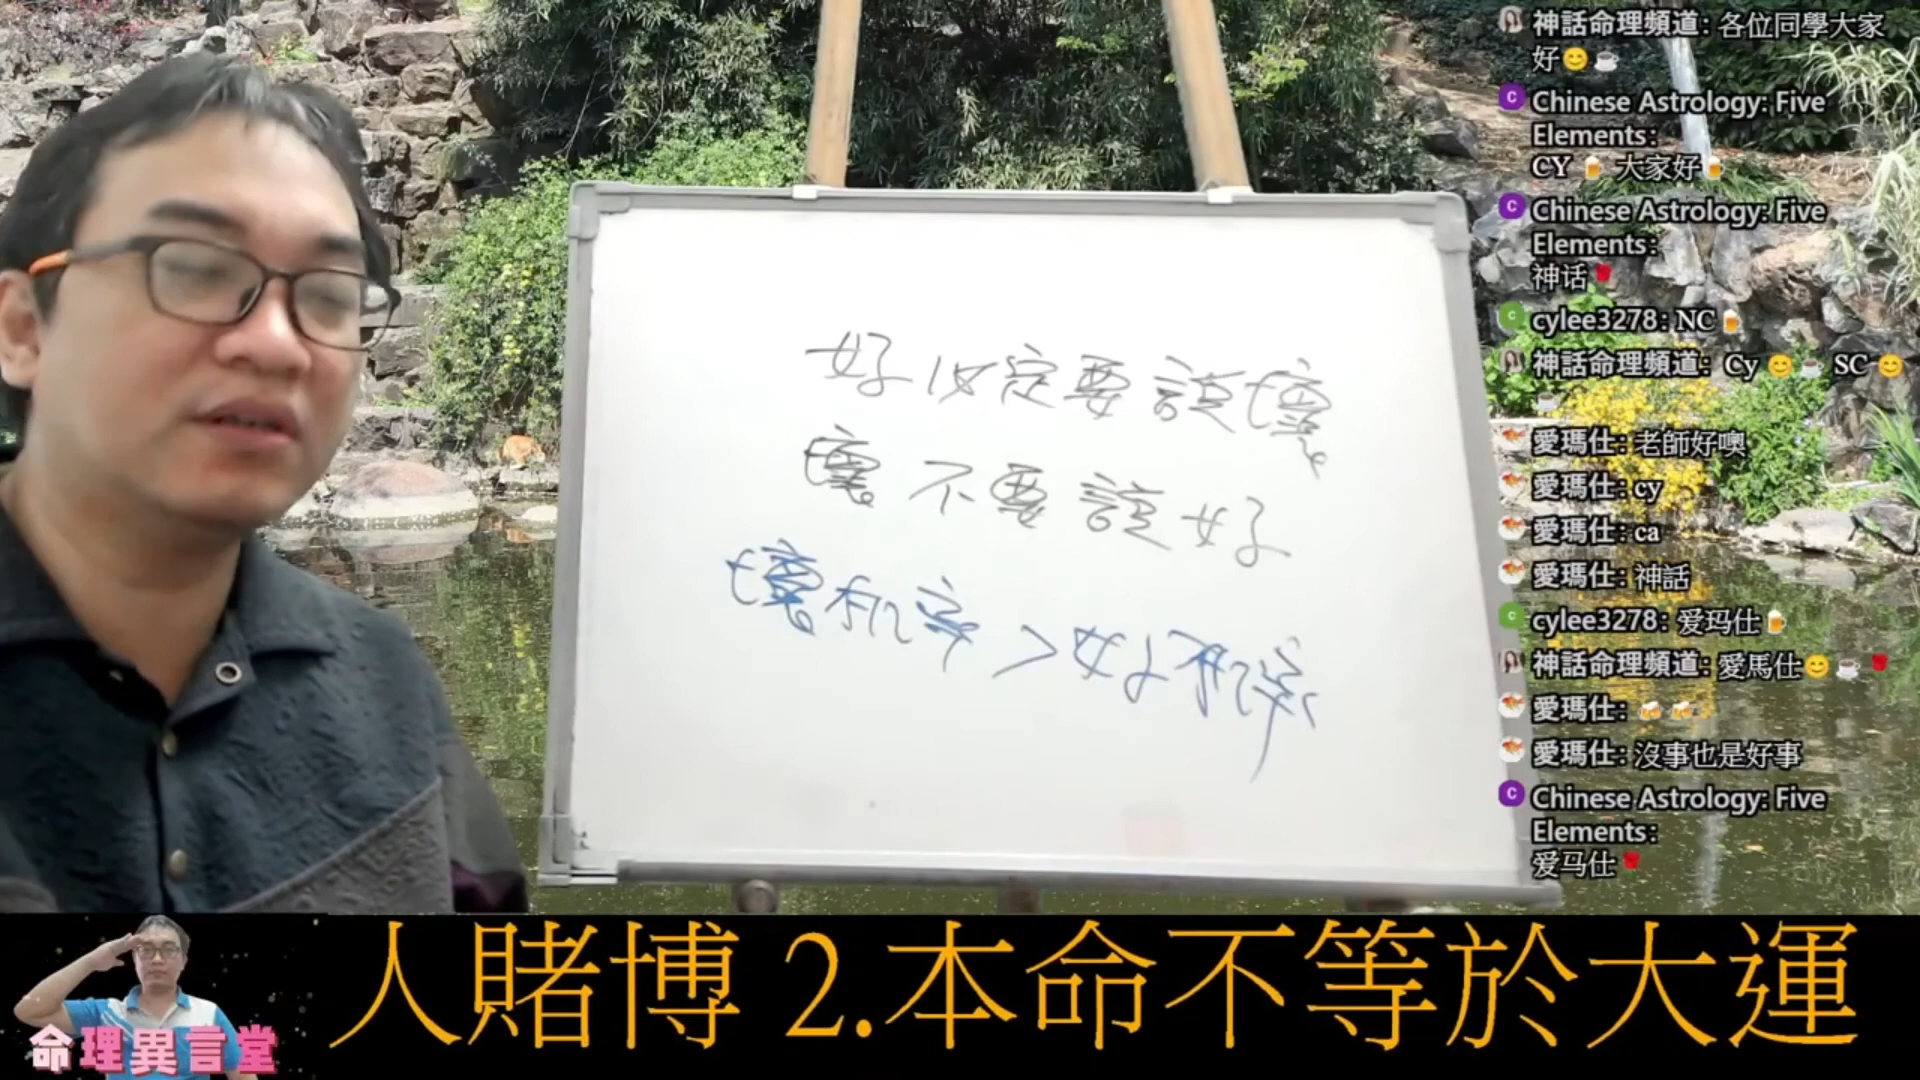 好必定要說壞
壞不要說好
壞机率>好机率
神話命理頻道: 各位同學大家
好😊☕
Chinese Astrology: Five
Elements:
CY🍺大家好🍺
Chinese Astrology: Five
Elements:
神话🌹
cylee3278: NC🍺
神話命理頻道: Cy😊☕SC😊
☕
愛瑪仕: 老師好噢
愛瑪仕: cy
愛瑪仕: ca
愛瑪仕: 神話
cylee3278: 爱玛仕🍺
神話命理頻道: 愛馬仕😊☕🌹
愛瑪仕: 🍻🍻
愛瑪仕: 沒事也是好事
Chinese Astrology: Five
Elements:
爱马仕🌹
人賭博 2.本命不等於大運
命理異言堂